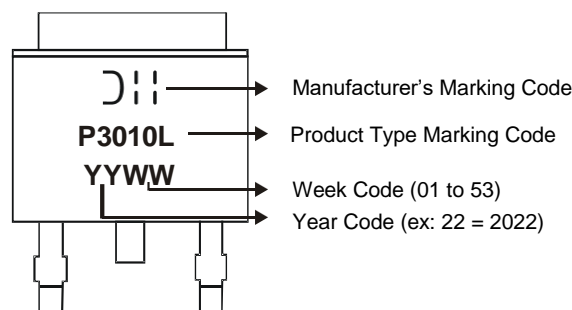 Manufacturer's Marking Code
P3010L
Product Type Marking Code
YYWW
Week Code (01 to 53)
Year Code (ex: 22 = 2022)